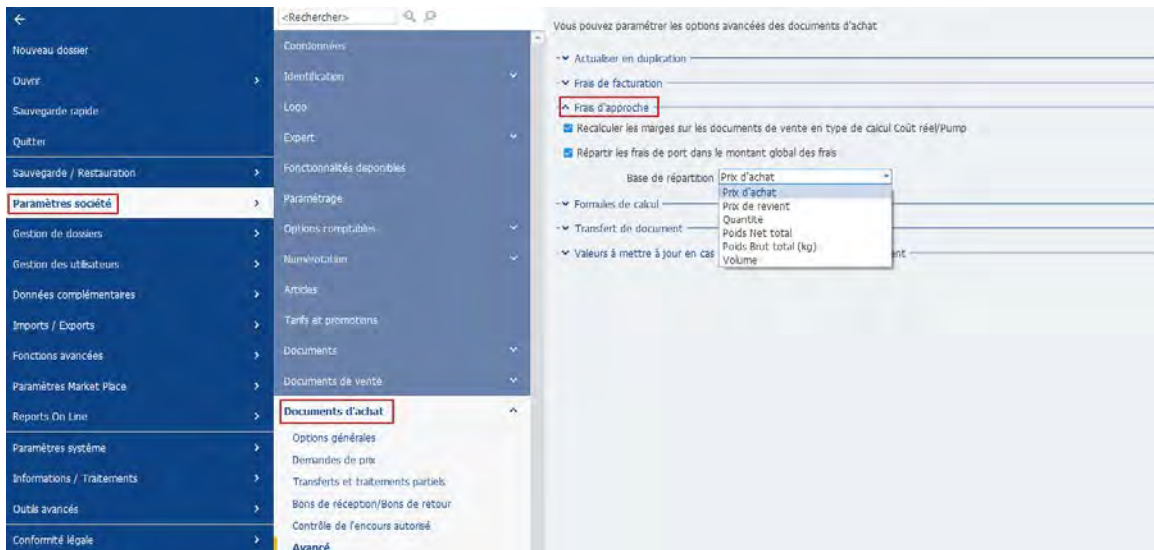 Nouveau dossier
Ouvrir
Sauvegarde rapide
Quitter
Sauvegarde / Restauration
Paramètres société
Gestion de dossiers
Gestion des utilisateurs
Données complémentaires
Imports / Exports
Fonctions avancées
Paramètres Market Place
Reports On Line
Paramètres système
Informations / Traitements
Outils avancés
Conformité légale
<Rechercher>
Coordonnées
Identification
Logo
Expert
Fonctionnalités disponibles
Paramétrage
Options comptables
Numérotation
Articles
Tarifs et promotions
Documents
Documents de vente
Documents d'achat
Options générales
Demandes de prix
Transferts et traitements partiels
Bons de réception/Bons de retour
Contrôle de l'encours autorisé
Avancé
Vous pouvez paramétrer les options avancées des documents d'achat
Actualiser en duplication
Frais de facturation
Frais d'approche
Recalculer les marges sur les documents de vente en type de calcul Coût réel/Pump
Répartir les frais de port dans le montant global des frais
Base de répartition Prix d'achat
Prix d'achat
Prix de revient
Quantité
Poids Net total
Poids Brut total (kg)
Volume
Formules de calcul
Transfert de document
Valeurs à mettre à jour en cas